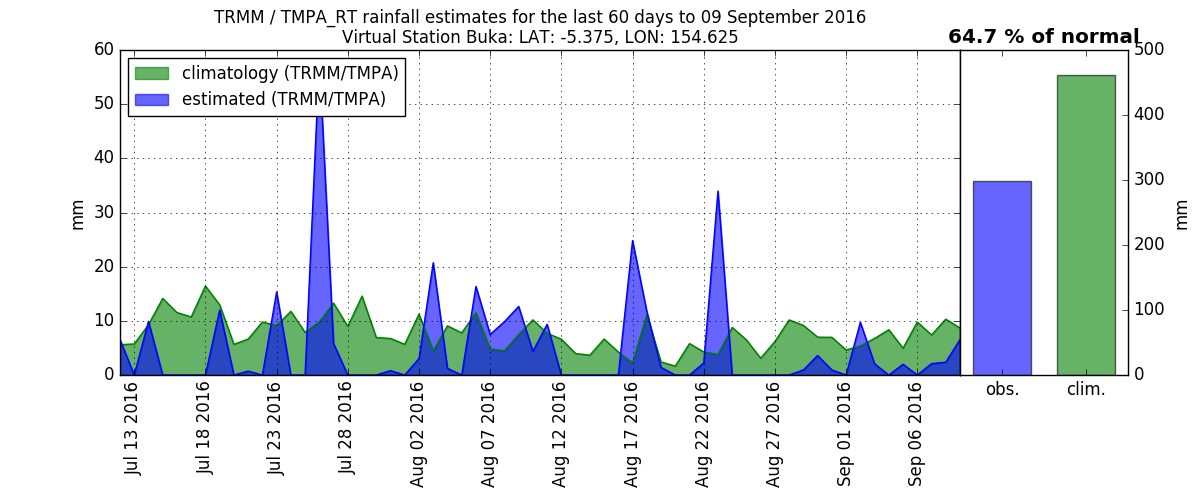 TRMM / TMPA_RT rainfall estimates for the last 60 days to 09 September 2016
Virtual Station Buka: LAT: -5.375, LON: 154.625
64.7 % of normal
climatology (TRMM/TMPA)
estimated (TRMM/TMPA)
mm
60
50
40
30
20
10
0
Jul 13 2016
Jul 18 2016
Jul 23 2016
Jul 28 2016
Aug 02 2016
Aug 07 2016
Aug 12 2016
Aug 17 2016
Aug 22 2016
Aug 27 2016
Sep 01 2016
Sep 06 2016
obs.
clim.
500
400
300
200
100
0
mm